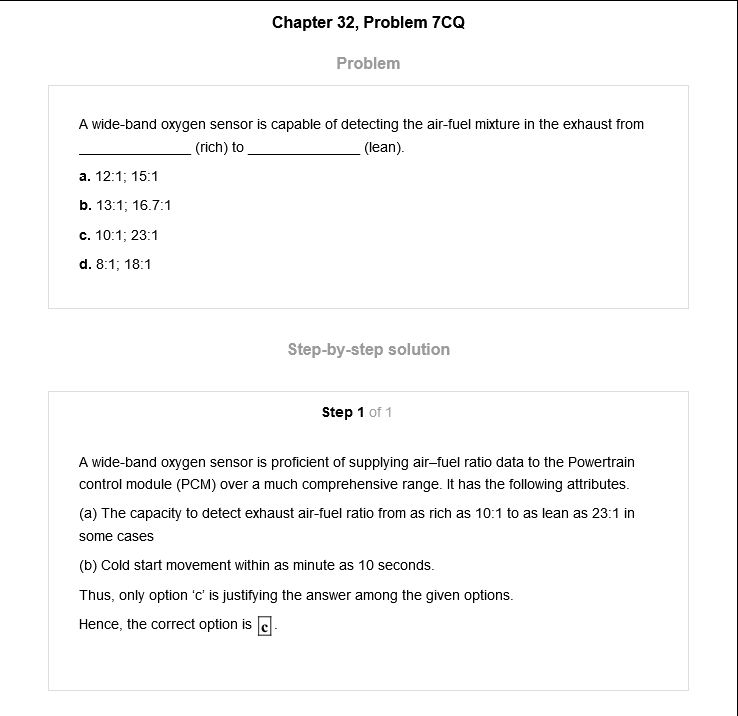 Chapter 32, Problem 7CQ
Problem
A wide-band oxygen sensor is capable of detecting the air-fuel mixture in the exhaust from
______________ (rich) to ______________ (lean).
a. 12:1; 15:1
b. 13:1; 16.7:1
c. 10:1; 23:1
d. 8:1; 18:1
Step-by-step solution
Step 1 of 1
A wide-band oxygen sensor is proficient of supplying air–fuel ratio data to the Powertrain
control module (PCM) over a much comprehensive range. It has the following attributes.
(a) The capacity to detect exhaust air-fuel ratio from as rich as 10:1 to as lean as 23:1 in
some cases
(b) Cold start movement within as minute as 10 seconds.
Thus, only option ‘c’ is justifying the answer among the given options.
Hence, the correct option is c.